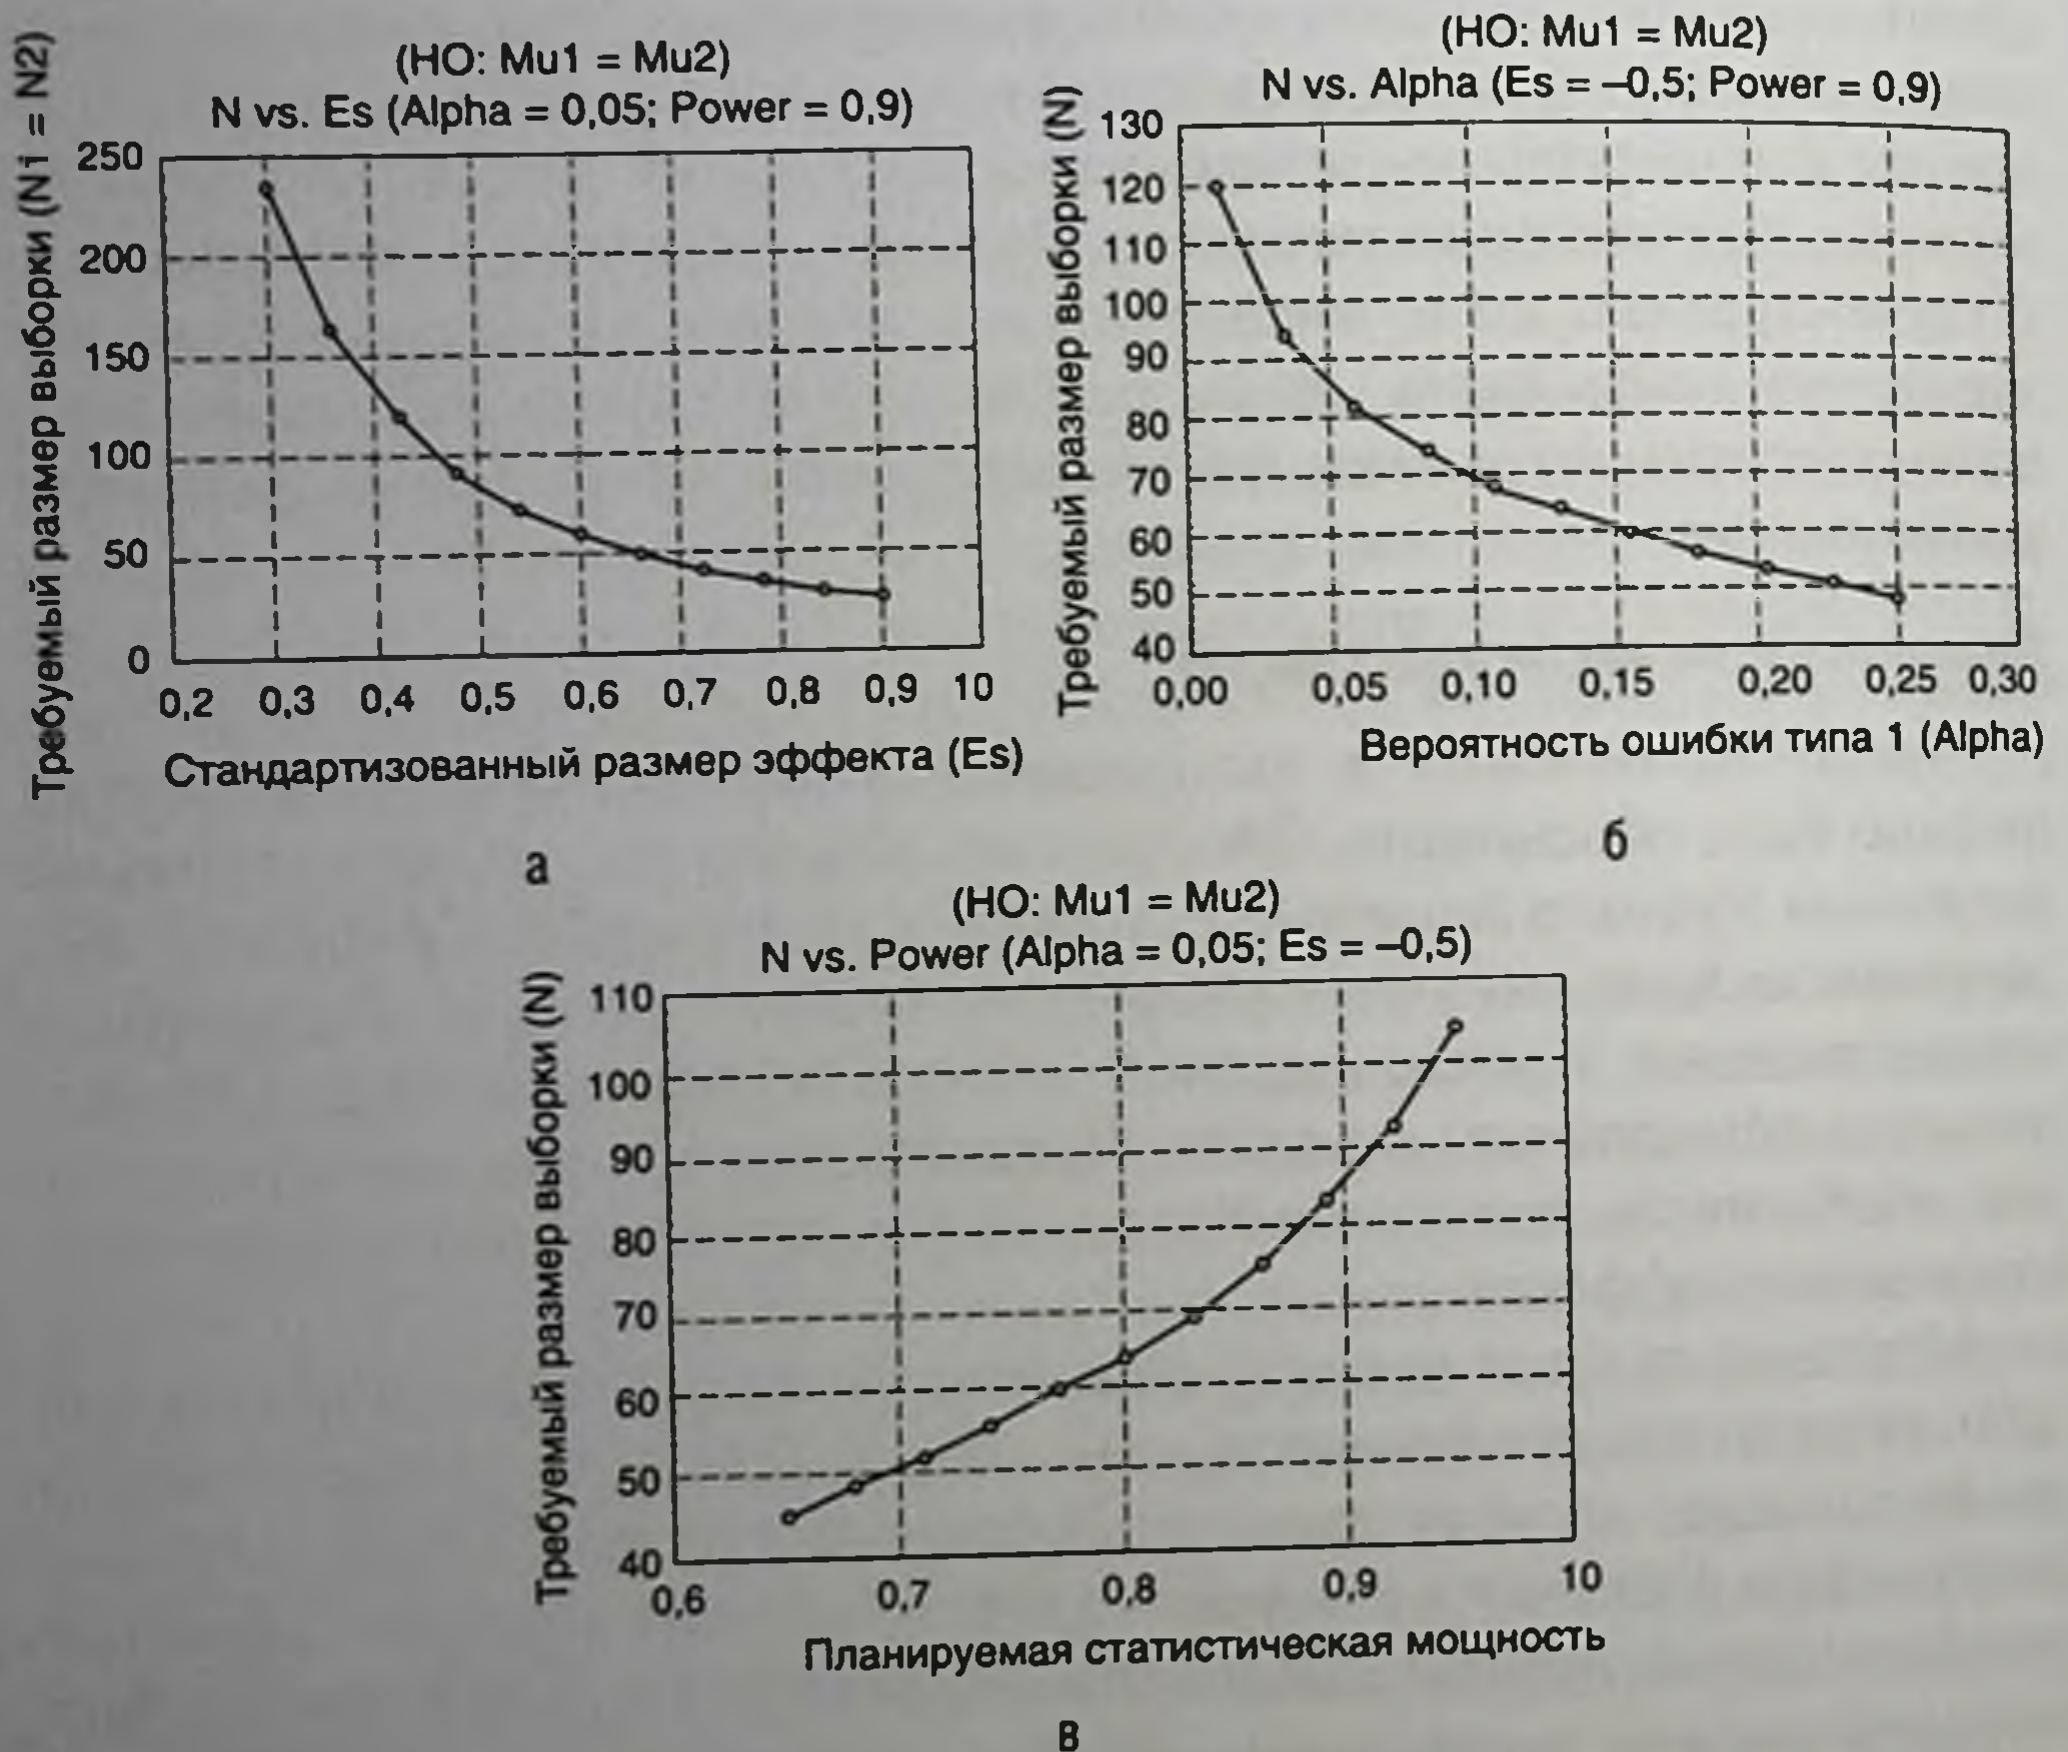 (HO: Mu1 = Mu2)
N vs. Es (Alpha = 0,05; Power = 0,9)
Требуемый размер выборки (N1 = N2)
250
200
150
100
50
0
0,2 0,3 0,4 0,5 0,6 0,7 0,8 0,9 10
Стандартизованный размер эффекта (Es)
а
(HO: Mu1 = Mu2)
N vs. Alpha (Es = –0,5; Power = 0,9)
Требуемый размер выборки (N)
130
120
110
100
90
80
70
60
50
40
0,00 0,05 0,10 0,15 0,20 0,25 0,30
Вероятность ошибки типа 1 (Alpha)
б
(HO: Mu1 = Mu2)
N vs. Power (Alpha = 0,05; Es = –0,5)
Требуемый размер выборки (N)
110
100
90
80
70
60
50
40
0,6 0,7 0,8 0,9 10
Планируемая статистическая мощность
в